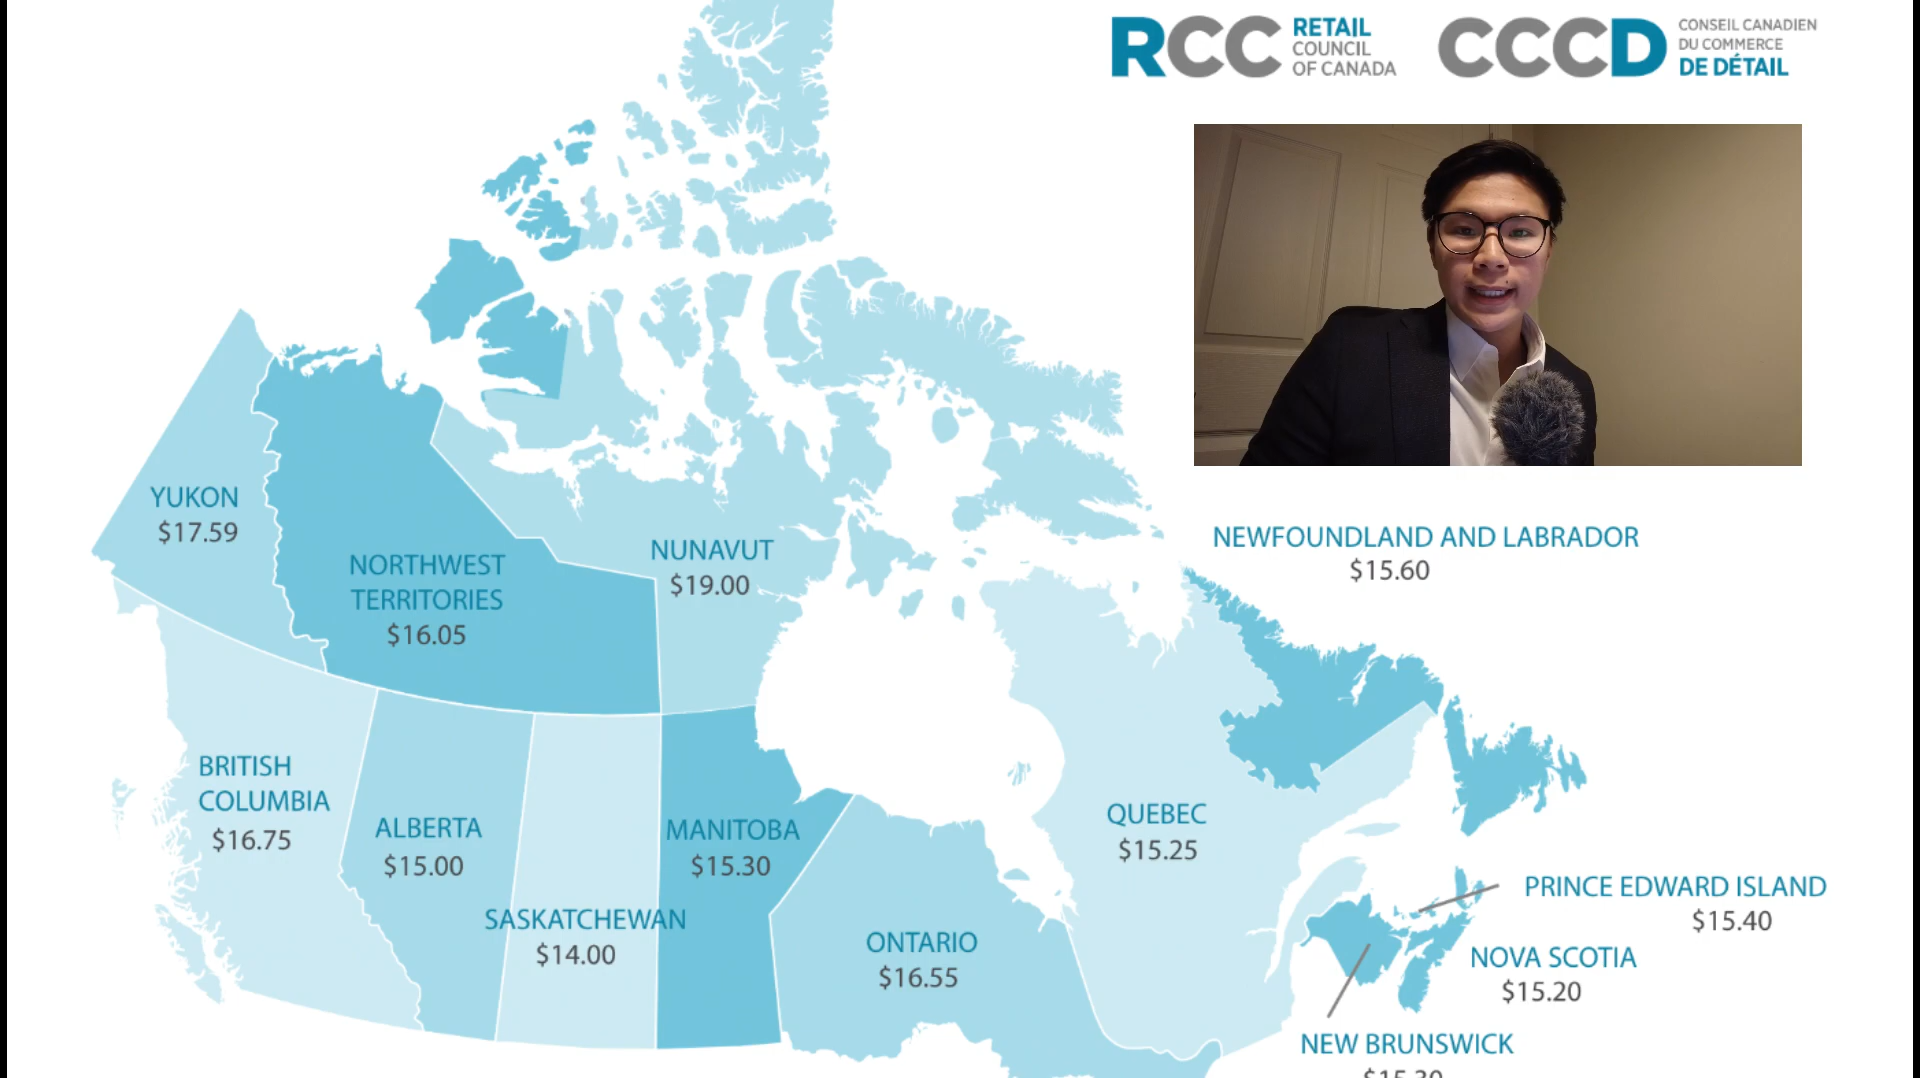 RCC RETAIL
COUNCIL
OF CANADA
CCCD CONSEIL CANADIEN
DU COMMERCE
DE DÉTAIL
YUKON
$17.59
NORTHWEST
TERRITORIES
$16.05
NUNAVUT
$19.00
NEWFOUNDLAND AND LABRADOR
$15.60
BRITISH
COLUMBIA
$16.75
ALBERTA
$15.00
SASKATCHEWAN
$14.00
MANITOBA
$15.30
ONTARIO
$16.55
QUEBEC
$15.25
PRINCE EDWARD ISLAND
$15.40
NOVA SCOTIA
$15.20
NEW BRUNSWICK
$15.30